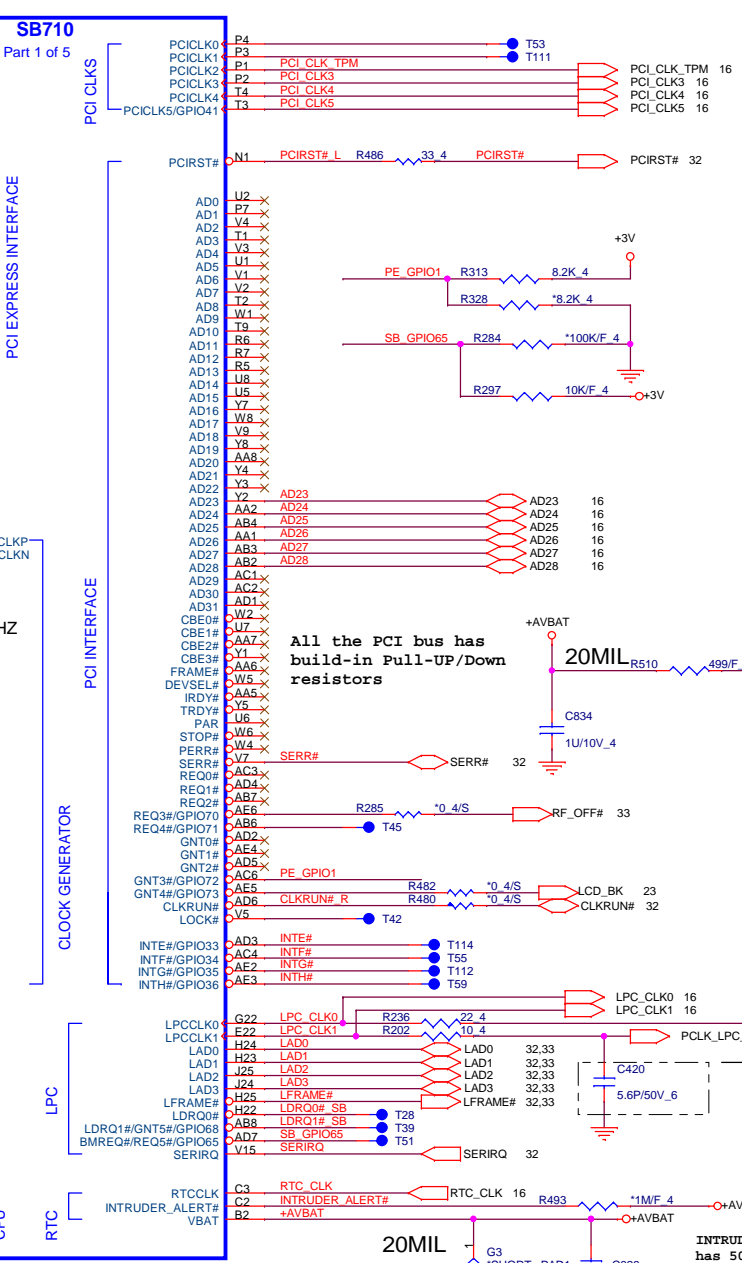 SB710
Part 1 of 5
PCI CLKS
PCICLK0 P4 T53
PCICLK1 P3 T111
PCICLK2 P1 PCI_CLK_TPM PCI_CLK_TPM 16
PCICLK3 P2 PCI_CLK3 PCI_CLK3 16
PCICLK4 T4 PCI_CLK4 PCI_CLK4 16
PCICLK5/GPIO41 T3 PCI_CLK5 PCI_CLK5 16
PCIRST# N1 PCIRST#_L R486 33_4 PCIRST# PCIRST# 32
PCI EXPRESS INTERFACE
AD0 U2
AD1 P7
AD2 V4
AD3 T1
AD4 V3
AD5 U1
AD6 V1
AD7 V2
AD8 T2
AD9 W1
AD10 T9
AD11 R6
AD12 R7
AD13 R5
AD14 U8
AD15 U5
AD16 Y7
AD17 W8
AD18 V9
AD19 Y8
AD20 AA8
AD21 Y4
AD22 Y3
+3V
PE_GPIO1 R313 8.2K_4
R328 *8.2K_4
SB_GPIO65 R284 *100K/F_4
R297 10K/F_4 +3V
AD23 Y2 AD23 AD23 16
AD24 AA2 AD24 AD24 16
AD25 AB4 AD25 AD25 16
AD26 AA1 AD26 AD26 16
AD27 AB3 AD27 AD27 16
AD28 AB2 AD28 AD28 16
CLKP
CLKN
HZ
AD29 AC1
AD30 AC2
AD31 AD1
CBE0# W2
CBE1# U7
CBE2# AA7
CBE3# Y1
FRAME# AA6
DEVSEL# W5
IRDY# AA5
TRDY# Y5
PAR U6
STOP# W6
PERR# W4
PCI INTERFACE
All the PCI bus has
build-in Pull-UP/Down
resistors
+AVBAT
20MIL R510 499/F_
C834
1U/10V_4
SERR# V7 SERR# SERR# 32
REQ0# AC3
REQ1# AD4
REQ2# AB7
REQ3#/GPIO70 AE6 R285 *0_4/S RF_OFF# 33
REQ4#/GPIO71 AB6 T45
GNT0# AD2
GNT1# AE4
GNT2# AD5
GNT3#/GPIO72 AC6 PE_GPIO1
GNT4#/GPIO73 AE5 R482 *0_4/S LCD_BK 23
CLKRUN# AD6 CLKRUN#_R R480 *0_4/S CLKRUN# 32
LOCK# V5 T42
CLOCK GENERATOR
INTE#/GPIO33 AD3 INTE# T114
INTF#/GPIO34 AC4 INTF# T55
INTG#/GPIO35 AE2 INTG# T112
INTH#/GPIO36 AE3 INTH# T59
LPC_CLK0 16
LPC_CLK1 16
LPC
LPCCLK0 G22 LPC_CLK0 R236 22_4
LPCCLK1 E22 LPC_CLK1 R202 10_4 PCLK_LPC_
LAD0 H24 LAD0 LAD0 32,33
LAD1 H23 LAD1 LAD1 32,33
LAD2 J25 LAD2 LAD2 32,33
LAD3 J24 LAD3 LAD3 32,33
LFRAME# H25 LFRAME# LFRAME# 32,33
LDRQ0# H22 LDRQ0#_SB T28
LDRQ1#/GNT5#/GPIO68 AB8 LDRQ1#_SB T39
BMREQ#/REQ5#/GPIO65 AD7 SB_GPIO65 T51
SERIRQ V15 SERIRQ SERIRQ 32
C420
5.6P/50V_6
CPU
RTC
RTCCLK C3 RTC_CLK RTC_CLK 16
INTRUDER_ALERT# C2 INTRUDER_ALERT# R493 *1M/F_4 +AV
VBAT B2 +AVBAT +AVBAT
20MIL
1
G3
INTRUD
has 50